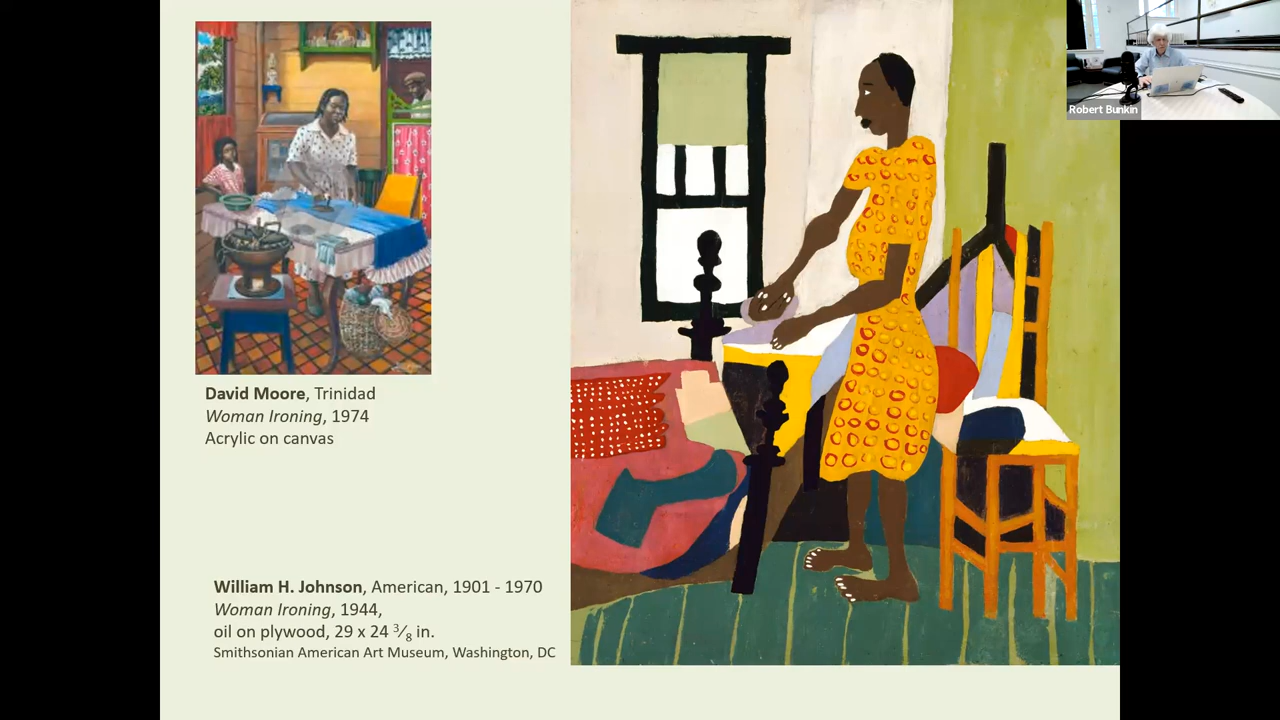 Robert Bunkin
David Moore, Trinidad
Woman Ironing, 1974
Acrylic on canvas
William H. Johnson, American, 1901 - 1970
Woman Ironing, 1944,
oil on plywood, 29 x 24 3⁄8 in.
Smithsonian American Art Museum, Washington, DC